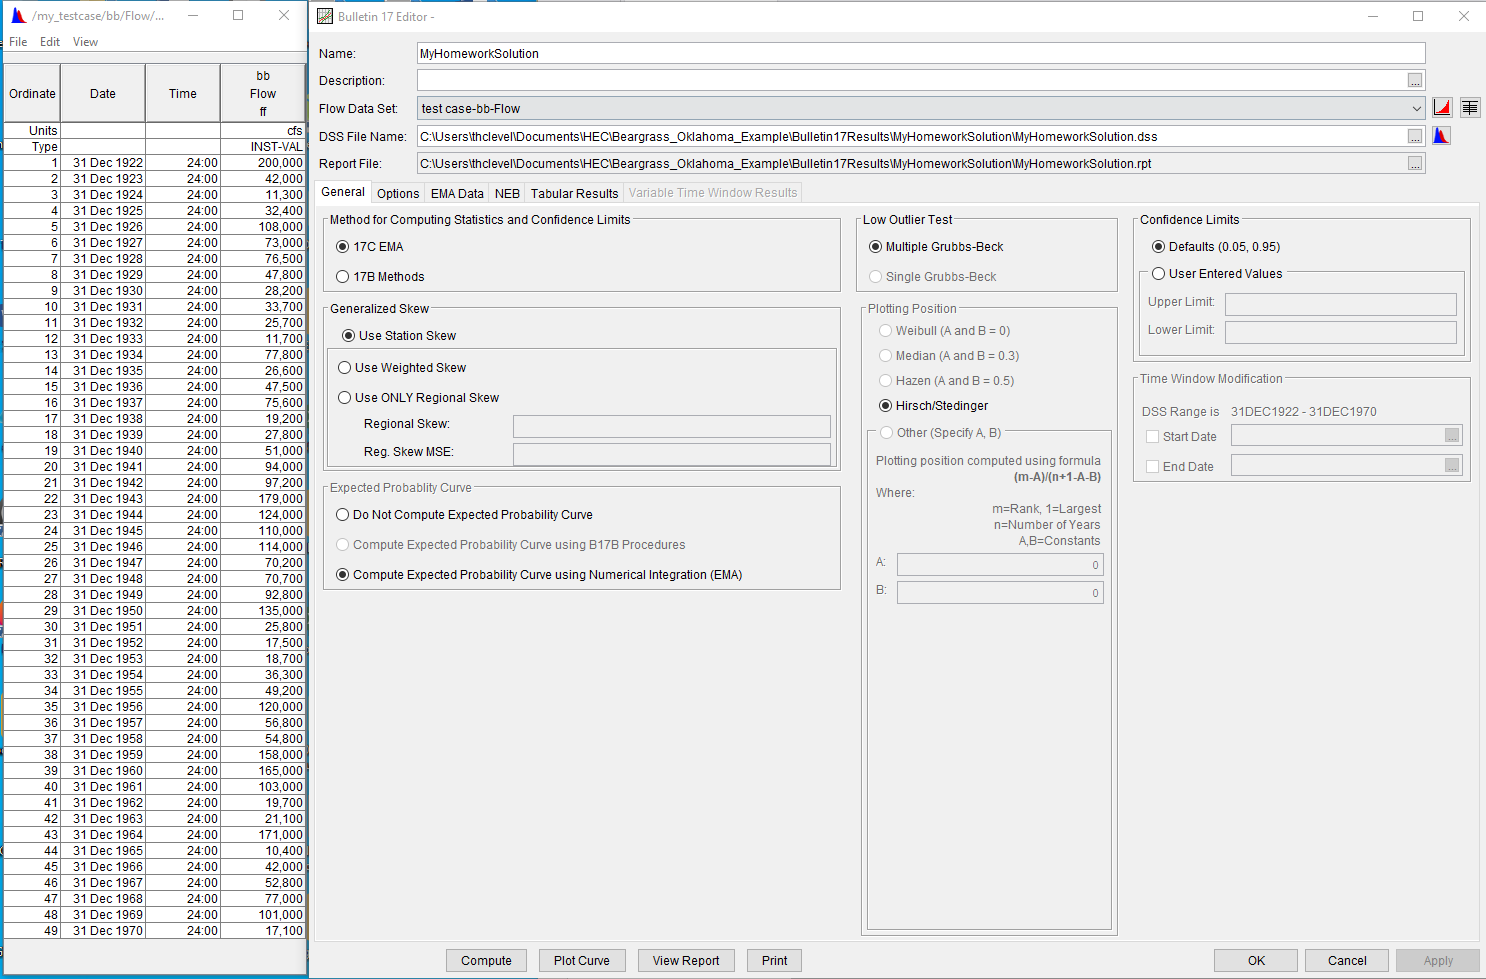 /my_testcase/bb/Flow/...
File Edit View
Ordinate Date Time bb Flow ff
Units cfs
Type INST-VAL
1 31 Dec 1922 24:00 200,000
2 31 Dec 1923 24:00 42,000
3 31 Dec 1924 24:00 11,300
4 31 Dec 1925 24:00 32,400
5 31 Dec 1926 24:00 108,000
6 31 Dec 1927 24:00 73,000
7 31 Dec 1928 24:00 76,500
8 31 Dec 1929 24:00 47,800
9 31 Dec 1930 24:00 28,200
10 31 Dec 1931 24:00 33,700
11 31 Dec 1932 24:00 25,700
12 31 Dec 1933 24:00 11,700
13 31 Dec 1934 24:00 77,800
14 31 Dec 1935 24:00 26,600
15 31 Dec 1936 24:00 47,500
16 31 Dec 1937 24:00 75,600
17 31 Dec 1938 24:00 19,200
18 31 Dec 1939 24:00 27,800
19 31 Dec 1940 24:00 51,000
20 31 Dec 1941 24:00 94,000
21 31 Dec 1942 24:00 97,200
22 31 Dec 1943 24:00 179,000
23 31 Dec 1944 24:00 124,000
24 31 Dec 1945 24:00 110,000
25 31 Dec 1946 24:00 114,000
26 31 Dec 1947 24:00 70,200
27 31 Dec 1948 24:00 70,700
28 31 Dec 1949 24:00 92,800
29 31 Dec 1950 24:00 135,000
30 31 Dec 1951 24:00 25,800
31 31 Dec 1952 24:00 17,500
32 31 Dec 1953 24:00 18,700
33 31 Dec 1954 24:00 36,300
34 31 Dec 1955 24:00 49,200
35 31 Dec 1956 24:00 120,000
36 31 Dec 1957 24:00 56,800
37 31 Dec 1958 24:00 54,800
38 31 Dec 1959 24:00 158,000
39 31 Dec 1960 24:00 165,000
40 31 Dec 1961 24:00 103,000
41 31 Dec 1962 24:00 19,700
42 31 Dec 1963 24:00 21,100
43 31 Dec 1964 24:00 171,000
44 31 Dec 1965 24:00 10,400
45 31 Dec 1966 24:00 42,000
46 31 Dec 1967 24:00 52,800
47 31 Dec 1968 24:00 77,000
48 31 Dec 1969 24:00 101,000
49 31 Dec 1970 24:00 17,100
Bulletin 17 Editor -
Name: MyHomeworkSolution
Description: ...
Flow Data Set: test case-bb-Flow
DSS File Name: C:\Users\thclevel\Documents\HEC\Beargrass_Oklahoma_Example\Bulletin17Results\MyHomeworkSolution\MyHomeworkSolution.dss ...
Report File: C:\Users\thclevel\Documents\HEC\Beargrass_Oklahoma_Example\Bulletin17Results\MyHomeworkSolution\MyHomeworkSolution.rpt ...
General Options EMA Data NEB Tabular Results Variable Time Window Results
Method for Computing Statistics and Confidence Limits
17C EMA
17B Methods
Generalized Skew
Use Station Skew
Use Weighted Skew
Use ONLY Regional Skew
Regional Skew:
Reg. Skew MSE:
Expected Probablity Curve
Do Not Compute Expected Probability Curve
Compute Expected Probability Curve using B17B Procedures
Compute Expected Probability Curve using Numerical Integration (EMA)
Low Outlier Test
Multiple Grubbs-Beck
Single Grubbs-Beck
Plotting Position
Weibull (A and B = 0)
Median (A and B = 0.3)
Hazen (A and B = 0.5)
Hirsch/Stedinger
Other (Specify A, B)
Plotting position computed using formula
(m-A)/(n+1-A-B)
Where:
m=Rank, 1=Largest
n=Number of Years
A,B=Constants
A: 0
B: 0
Confidence Limits
Defaults (0.05, 0.95)
User Entered Values
Upper Limit:
Lower Limit:
Time Window Modification
DSS Range is 31DEC1922 - 31DEC1970
Start Date ...
End Date ...
Compute Plot Curve View Report Print OK Cancel Apply